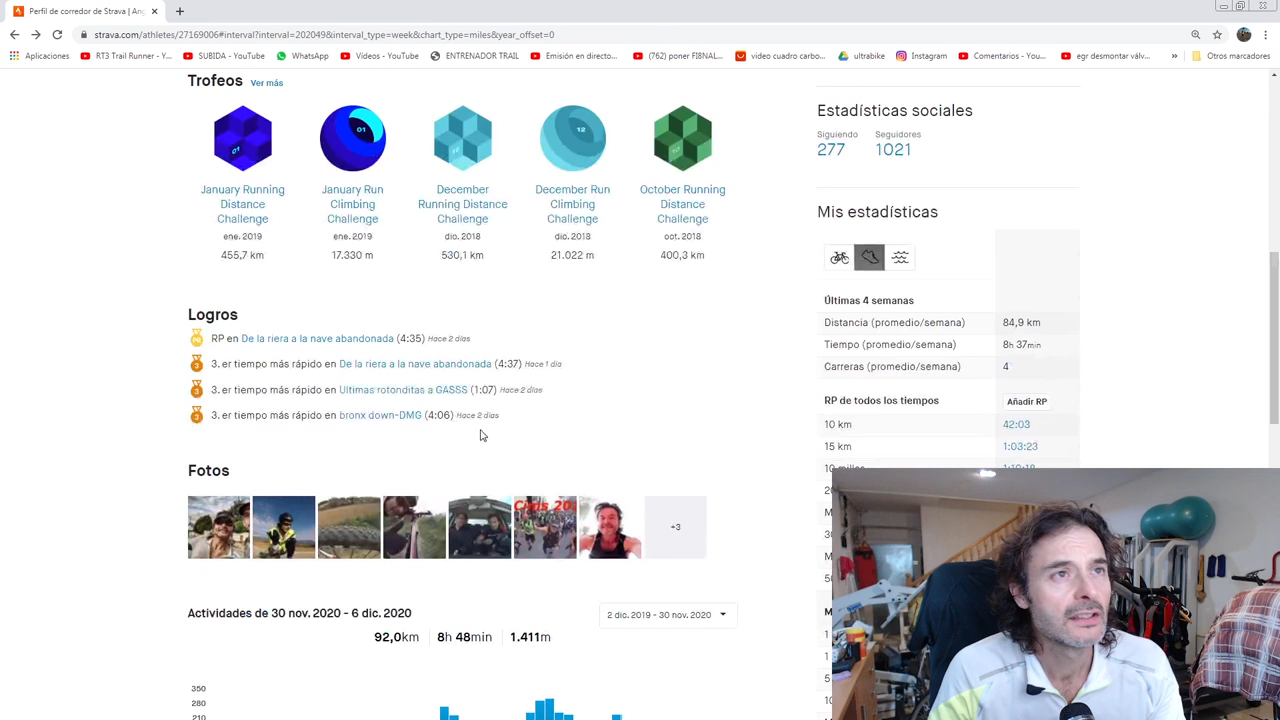 Perfil de corredor de Strava | Ang
strava.com/athletes/27169006#interval?interval=202049&interval_type=week&chart_type=miles&year_offset=0
Aplicaciones
RT3 Trail Runner - Y...
SUBIDA - YouTube
WhatsApp
Vídeos - YouTube
ENTRENADOR TRAIL
Emisión en directo...
(762) poner FI8NAL...
video cuadro carbo...
ultrabike
Instagram
Comentarios - You...
egr desmontar válv...
»
Otros marcadores
Trofeos Ver más
January Running Distance Challenge
ene. 2019
455,7 km
January Run Climbing Challenge
ene. 2019
17.330 m
December Running Distance Challenge
dic. 2018
530,1 km
December Run Climbing Challenge
dic. 2018
21.022 m
October Running Distance Challenge
oct. 2018
400,3 km
01
01
12
12
10
Logros
RP en De la riera a la nave abandonada (4:35) Hace 2 días
3. er tiempo más rápido en De la riera a la nave abandonada (4:37) Hace 1 día
3. er tiempo más rápido en Ultimas rotonditas a GASSS (1:07) Hace 2 días
3. er tiempo más rápido en bronx down-DMG (4:06) Hace 2 días
Fotos
+3
Actividades de 30 nov. 2020 - 6 dic. 2020
2 dic. 2019 - 30 nov. 2020
92,0km 8h 48min 1.411m
350
280
210
Estadísticas sociales
Siguiendo Seguidores
277 1021
Mis estadísticas
Últimas 4 semanas
Distancia (promedio/semana) 84,9 km
Tiempo (promedio/semana) 8h 37min
Carreras (promedio/semana) 4
RP de todos los tiempos Añadir RP
10 km 42:03
15 km 1:03:23
10 millas